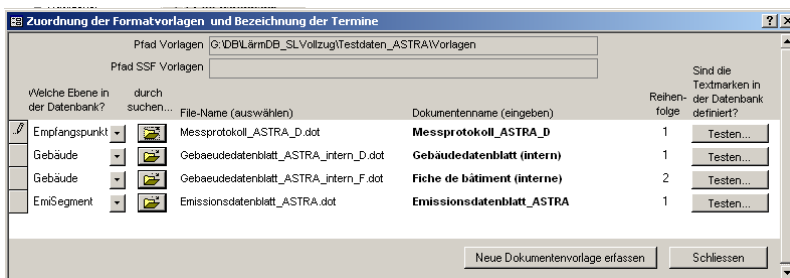 Zuordnung der Formatvorlagen und Bezeichnung der Termine
Pfad Vorlagen G:\DB\LärmDB_SLVollzug\Testdaten_ASTRA\Vorlagen
Pfad SSF Vorlagen
Welche Ebene in der Datenbank?
durch suchen...
File-Name (auswählen)
Dokumentenname (eingeben)
Reihen-folge
Sind die Textmarken in der Datenbank definiert?
Empfangspunkt Messprotokoll_ASTRA_D.dot Messprotokoll_ASTRA_D 1 Testen...
Gebäude Gebaeudedatenblatt_ASTRA_intern_D.dot Gebäudedatenblatt (intern) 1 Testen...
Gebäude Gebaeudedatenblatt_ASTRA_intern_F.dot Fiche de bâtiment (interne) 2 Testen...
EmiSegment Emissionsdatenblatt_ASTRA.dot Emissionsdatenblatt_ASTRA 1 Testen...
Neue Dokumentenvorlage erfassen Schliessen